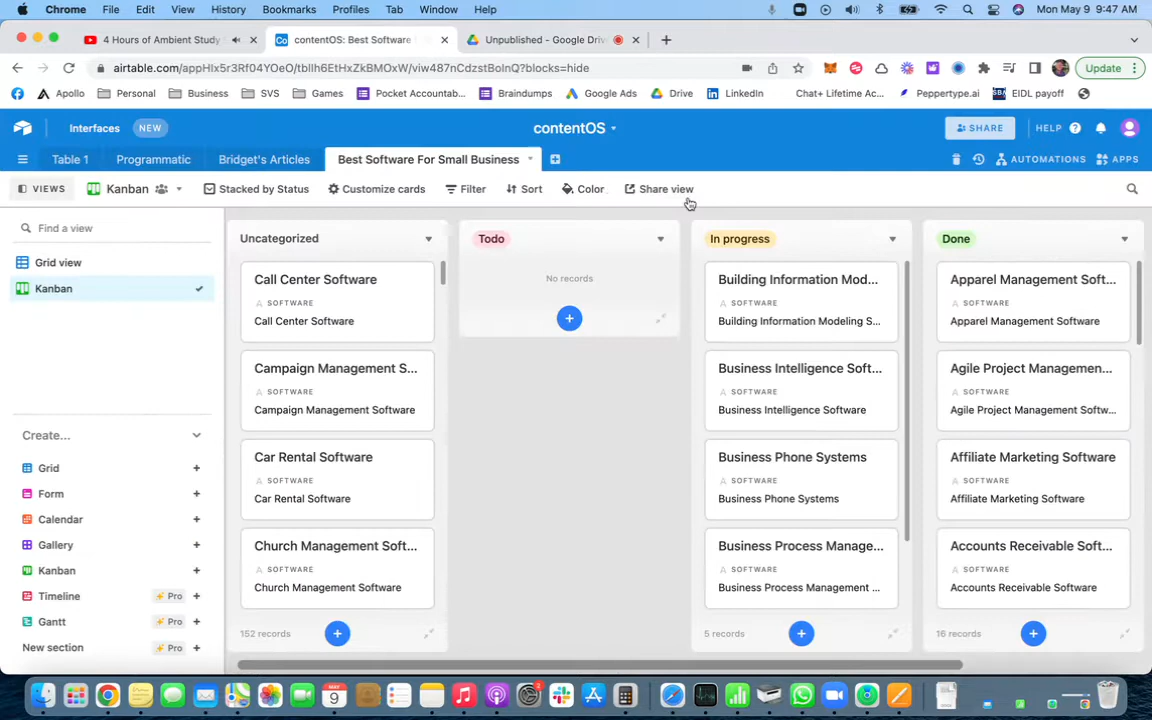 Chrome File Edit View History Bookmarks Profiles Tab Window Help Mon May 9 9:47 AM
4 Hours of Ambient Study
contentOS: Best Software
Unpublished - Google Driv
airtable.com/appHIx5r3Rf04YOeO/tblIh6EtHxZkBMOxW/viw487nCdzstBoInQ?blocks=hide
Update
Apollo Personal Business SVS Games Pocket Accountab... Braindumps Google Ads Drive LinkedIn Chat+ Lifetime Ac... Peppertype.ai EIDL payoff
Interfaces NEW contentOS SHARE HELP
Table 1 Programmatic Bridget's Articles Best Software For Small Business AUTOMATIONS APPS
VIEWS Kanban Stacked by Status Customize cards Filter Sort Color Share view
Find a view
Grid view
Kanban
Create...
Grid
Form
Calendar
Gallery
Kanban
Timeline Pro
Gantt Pro
New section Pro
Uncategorized
Call Center Software
A SOFTWARE
Call Center Software
Campaign Management S...
A SOFTWARE
Campaign Management Software
Car Rental Software
A SOFTWARE
Car Rental Software
Church Management Soft...
A SOFTWARE
Church Management Software
152 records
Todo
No records
In progress
Building Information Mod...
A SOFTWARE
Building Information Modeling S...
Business Intelligence Soft...
A SOFTWARE
Business Intelligence Software
Business Phone Systems
A SOFTWARE
Business Phone Systems
Business Process Manage...
A SOFTWARE
Business Process Management ...
5 records
Done
Apparel Management Soft...
A SOFTWARE
Apparel Management Software
Agile Project Managemen...
A SOFTWARE
Agile Project Management Softw...
Affiliate Marketing Software
A SOFTWARE
Affiliate Marketing Software
Accounts Receivable Soft...
A SOFTWARE
Accounts Receivable Software
16 records
MAY
9